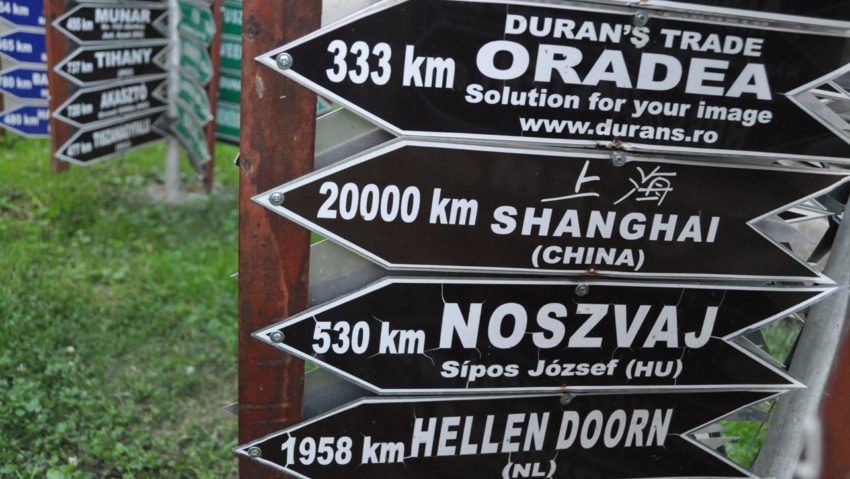 333 km
DURAN'S TRADE
ORADEA
Solution for your image
www.durans.ro
上 海
20000 km SHANGHAI
(CHINA)
530 km NOSZVAJ
Sípos József (HU)
1958 km HELLEN DOORN
(NL)
MUNAR
TIHANY
AKASZTÓ